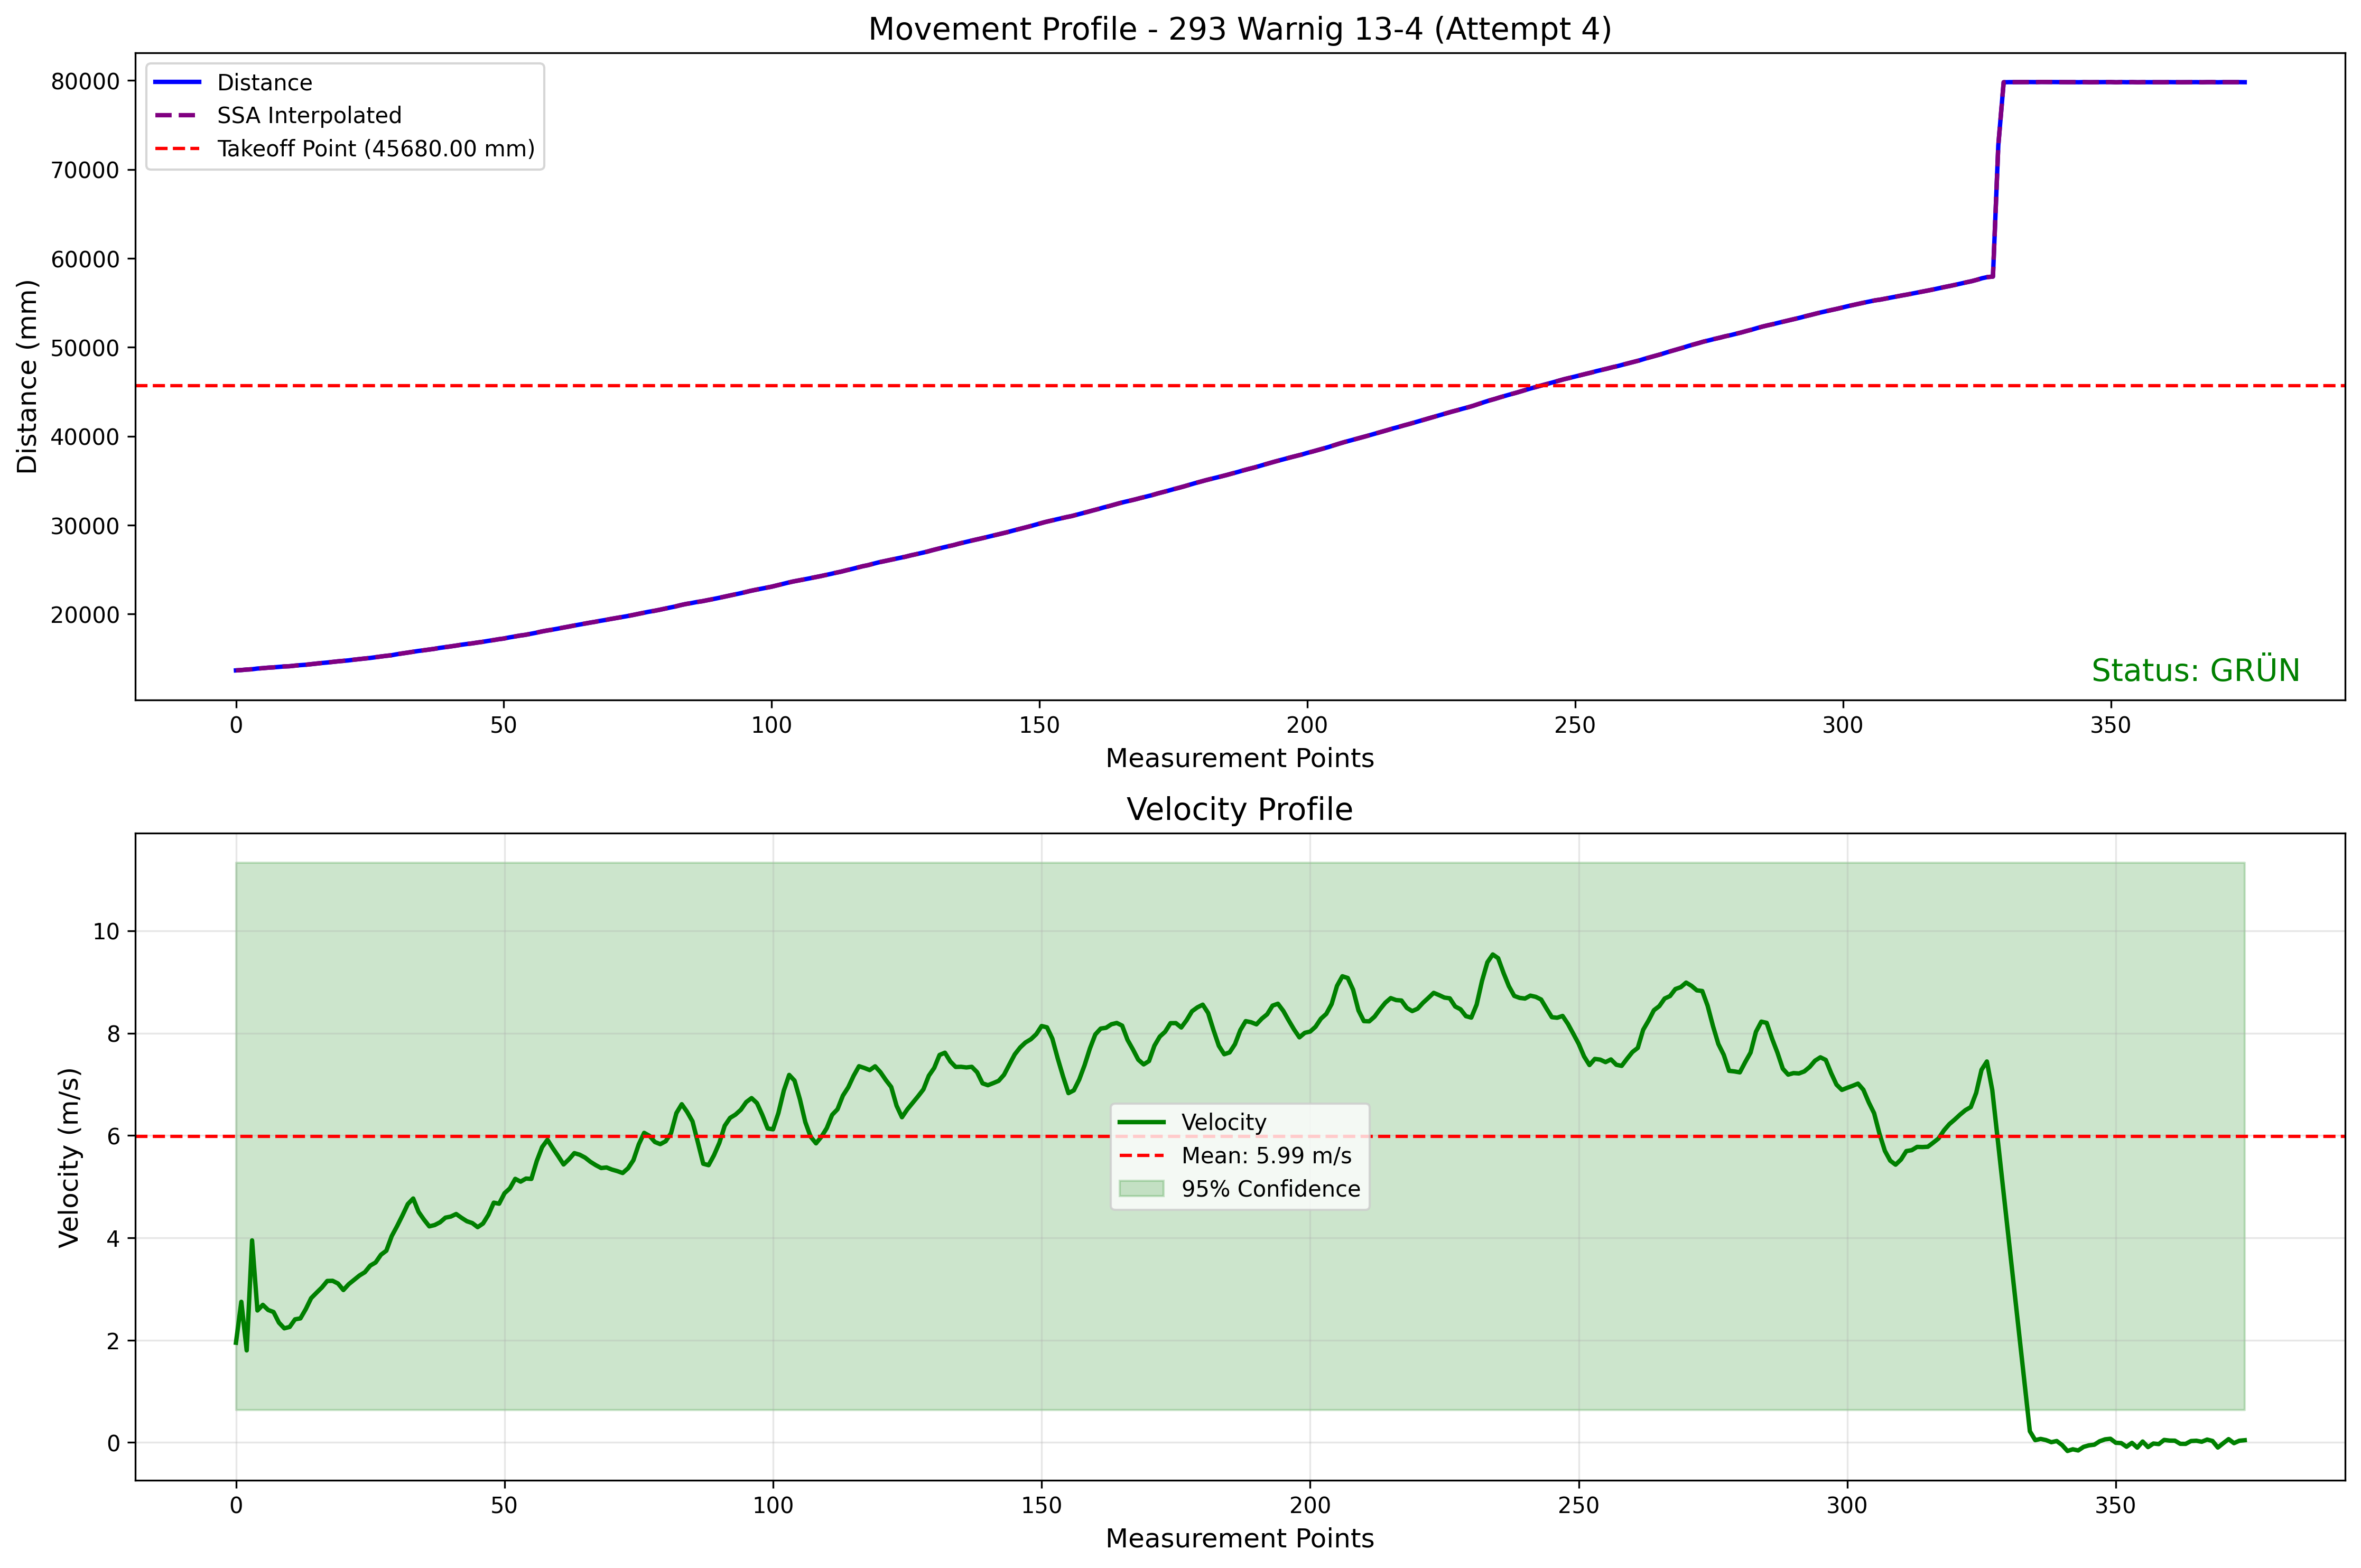 Movement Profile - 293 Warnig 13-4 (Attempt 4)
Distance
SSA Interpolated
Takeoff Point (45680.00 mm)
Distance (mm)
80000
70000
60000
50000
40000
30000
20000
Status: GRÜN
0 50 100 150 200 250 300 350
Measurement Points
Velocity Profile
Velocity (m/s)
10
8
6
4
2
0
Velocity
Mean: 5.99 m/s
95% Confidence
0 50 100 150 200 250 300 350
Measurement Points